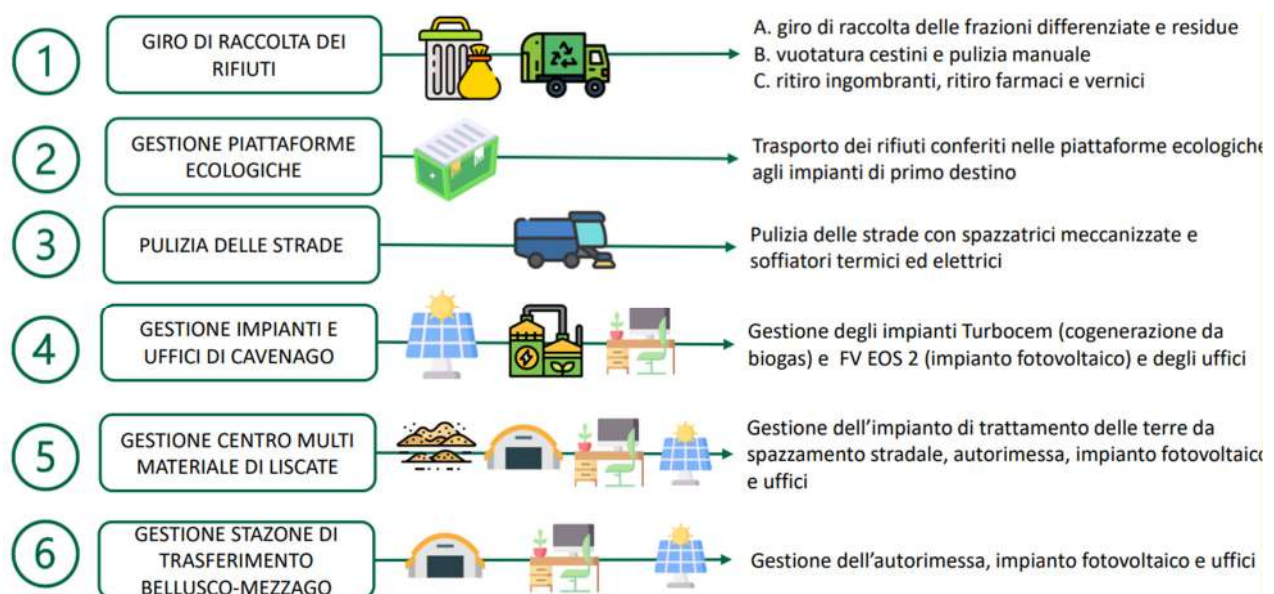 1
GIRO DI RACCOLTA DEI
RIFIUTI
A. giro di raccolta delle frazioni differenziate e residue
B. vuotatura cestini e pulizia manuale
C. ritiro ingombranti, ritiro farmaci e vernici
2
GESTIONE PIATTAFORME
ECOLOGICHE
Trasporto dei rifiuti conferiti nelle piattaforme ecologiche
agli impianti di primo destino
3
PULIZIA DELLE STRADE
Pulizia delle strade con spazzatrici meccanizzate e
soffiatori termici ed elettrici
4
GESTIONE IMPIANTI E
UFFICI DI CAVENAGO
Gestione degli impianti Turbocem (cogenerazione da
biogas) e FV EOS 2 (impianto fotovoltaico) e degli uffici
5
GESTIONE CENTRO MULTI
MATERIALE DI LISCATE
Gestione dell’impianto di trattamento delle terre da
spazzamento stradale, autorimessa, impianto fotovoltaico
e uffici
6
GESTIONE STAZONE DI
TRASFERIMENTO
BELLUSCO-MEZZAGO
Gestione dell’autorimessa, impianto fotovoltaico e uffici